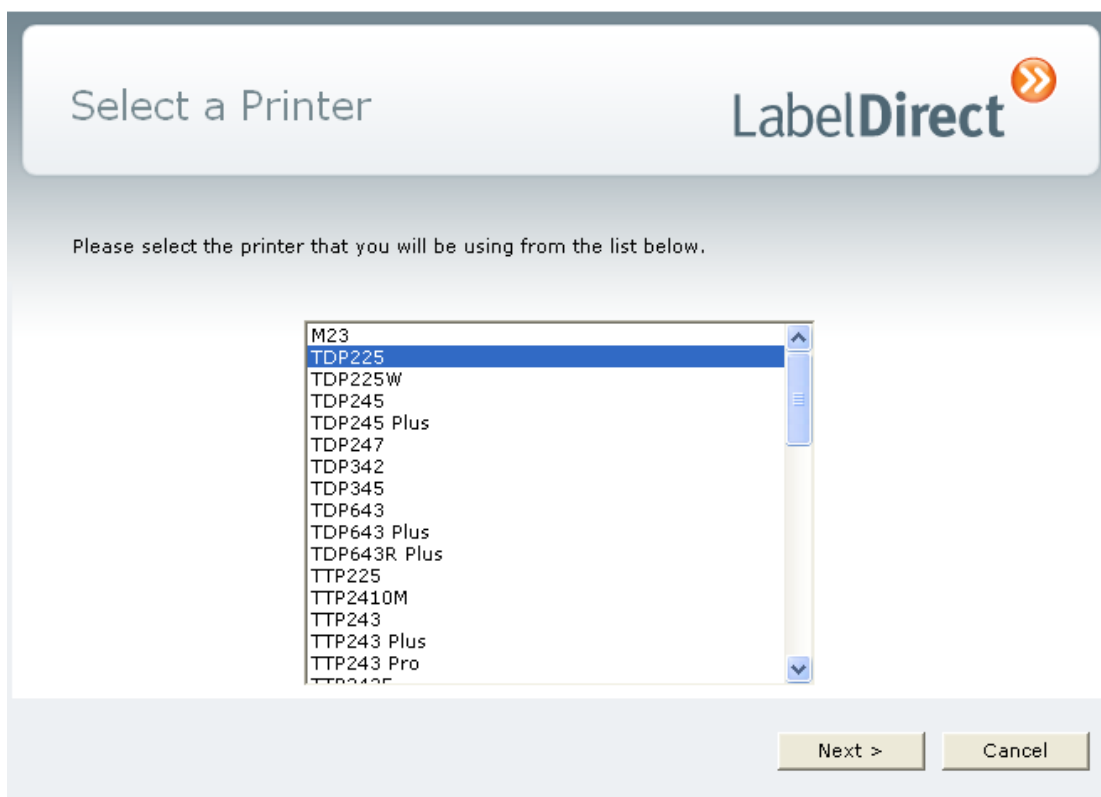 Select a Printer
LabelDirect
Please select the printer that you will be using from the list below.
M23
TDP225
TDP225W
TDP245
TDP245 Plus
TDP247
TDP342
TDP345
TDP643
TDP643 Plus
TDP643R Plus
TTP225
TTP2410M
TTP243
TTP243 Plus
TTP243 Pro
Next >
Cancel